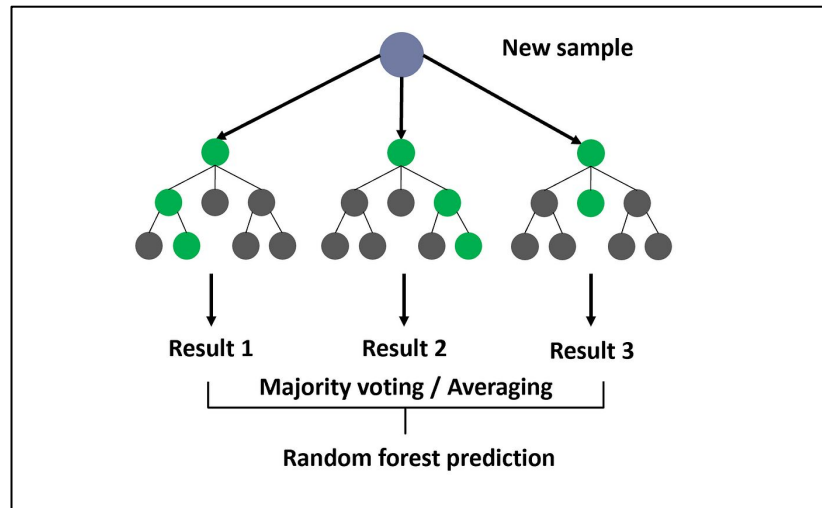 New sample
Result 1
Result 2
Result 3
Majority voting / Averaging
Random forest prediction